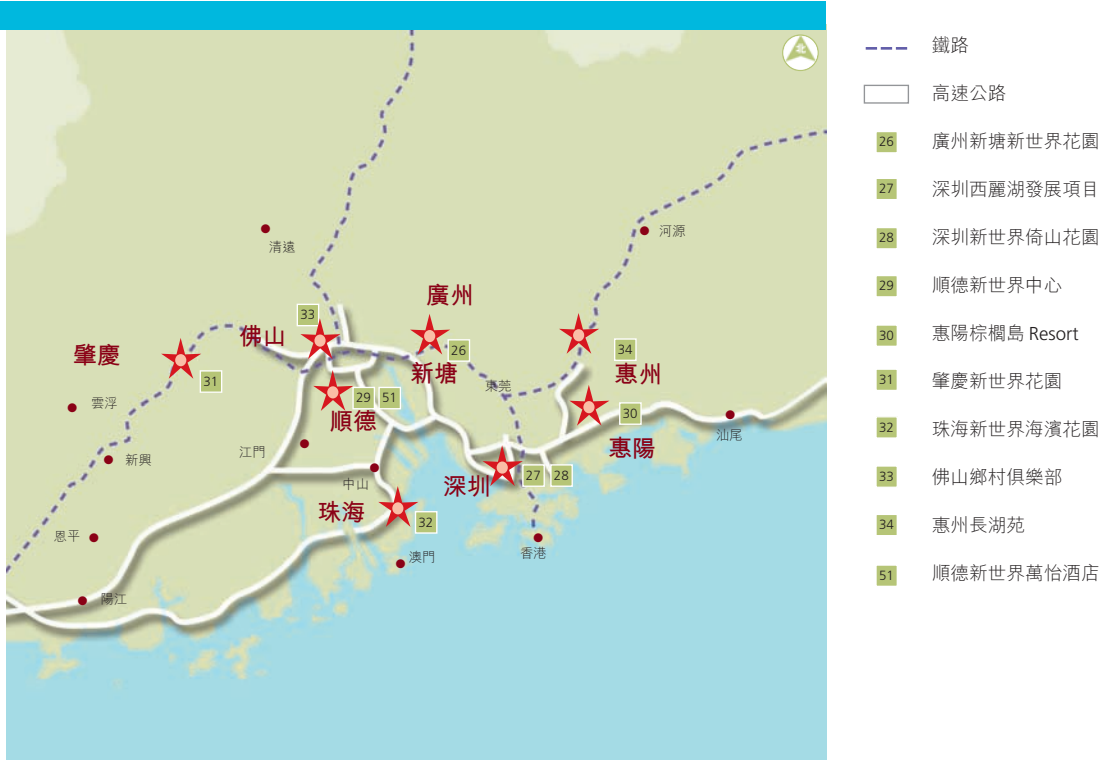 北
清遠
河源
廣州
33
佛山
26
34
肇慶
新塘
惠州
31
東莞
雲浮
29
51
30
順德
汕尾
江門
惠陽
新興
中山
深圳
27
28
珠海
32
恩平
澳門
香港
陽江
鐵路
高速公路
26 廣州新塘新世界花園
27 深圳西麗湖發展項目
28 深圳新世界倚山花園
29 順德新世界中心
30 惠陽棕櫚島 Resort
31 肇慶新世界花園
32 珠海新世界海濱花園
33 佛山鄉村俱樂部
34 惠州長湖苑
51 順德新世界萬怡酒店